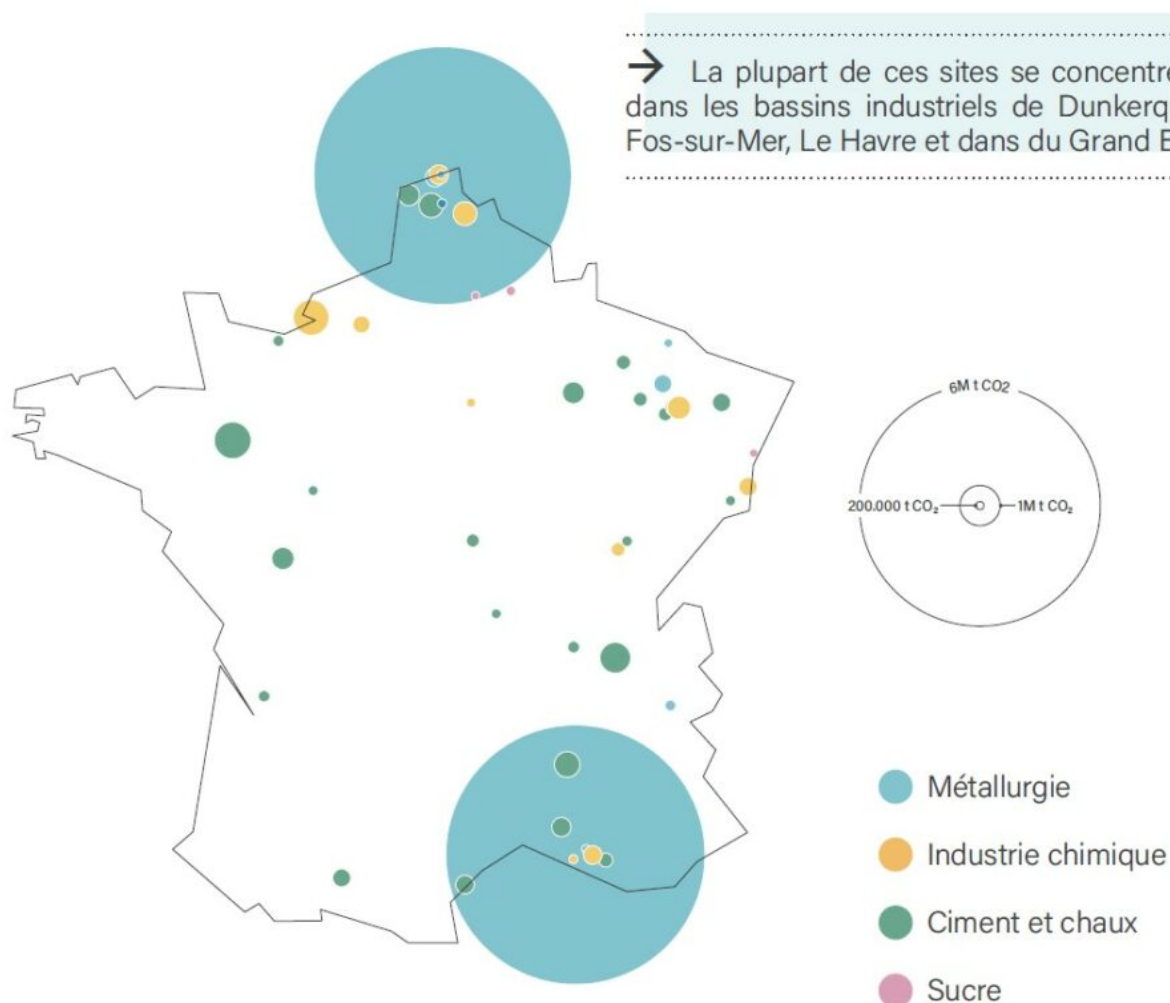 → La plupart de ces sites se concentre
dans les bassins industriels de Dunkerq
Fos-sur-Mer, Le Havre et dans du Grand E
6M t CO2
200.000 t CO₂
1M t CO₂
Métallurgie
Industrie chimique
Ciment et chaux
Sucre